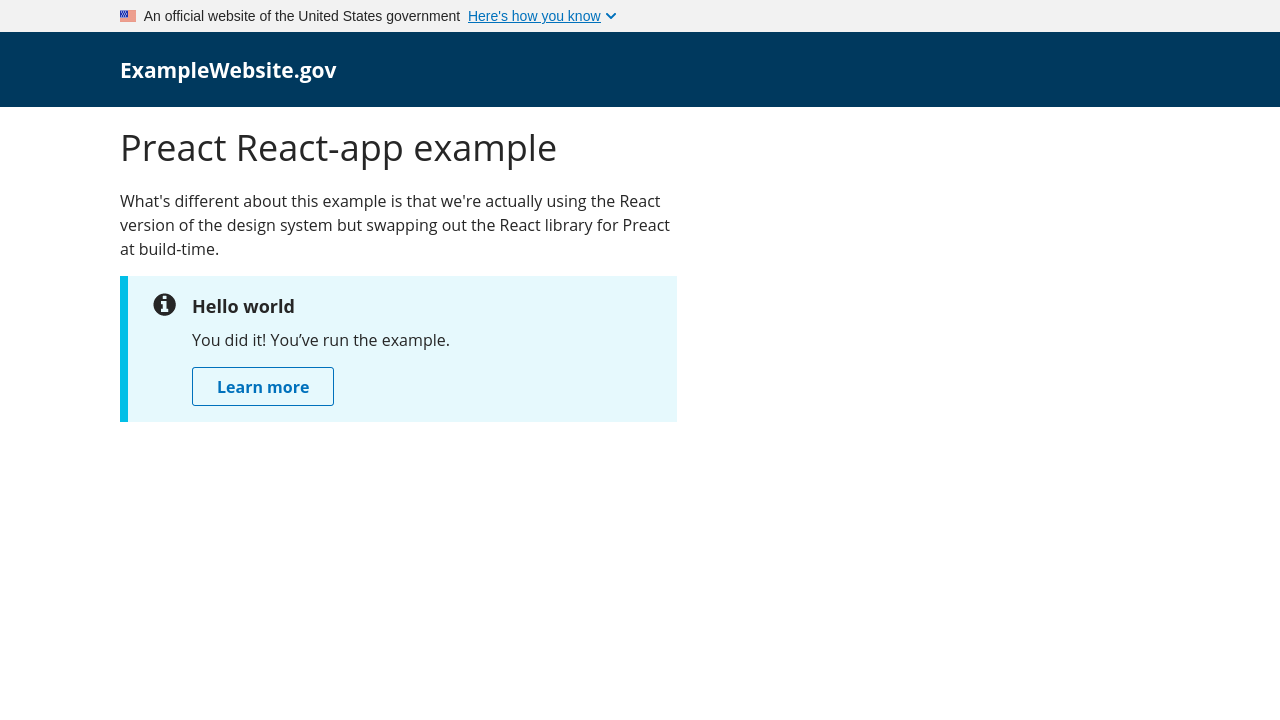 An official website of the United States government Here's how you know
ExampleWebsite.gov
Preact React-app example
What's different about this example is that we're actually using the React
version of the design system but swapping out the React library for Preact
at build-time.
Hello world
You did it! You’ve run the example.
Learn more